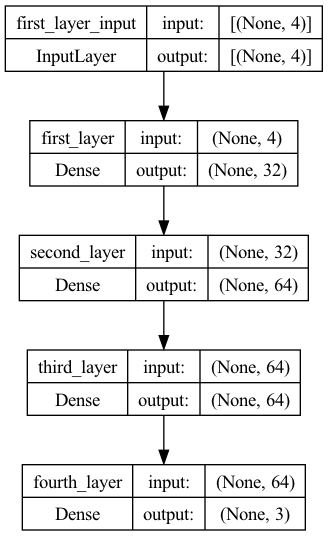 first_layer_input input: [(None, 4)]
InputLayer output: [(None, 4)]
first_layer input: (None, 4)
Dense output: (None, 32)
second_layer input: (None, 32)
Dense output: (None, 64)
third_layer input: (None, 64)
Dense output: (None, 64)
fourth_layer input: (None, 64)
Dense output: (None, 3)